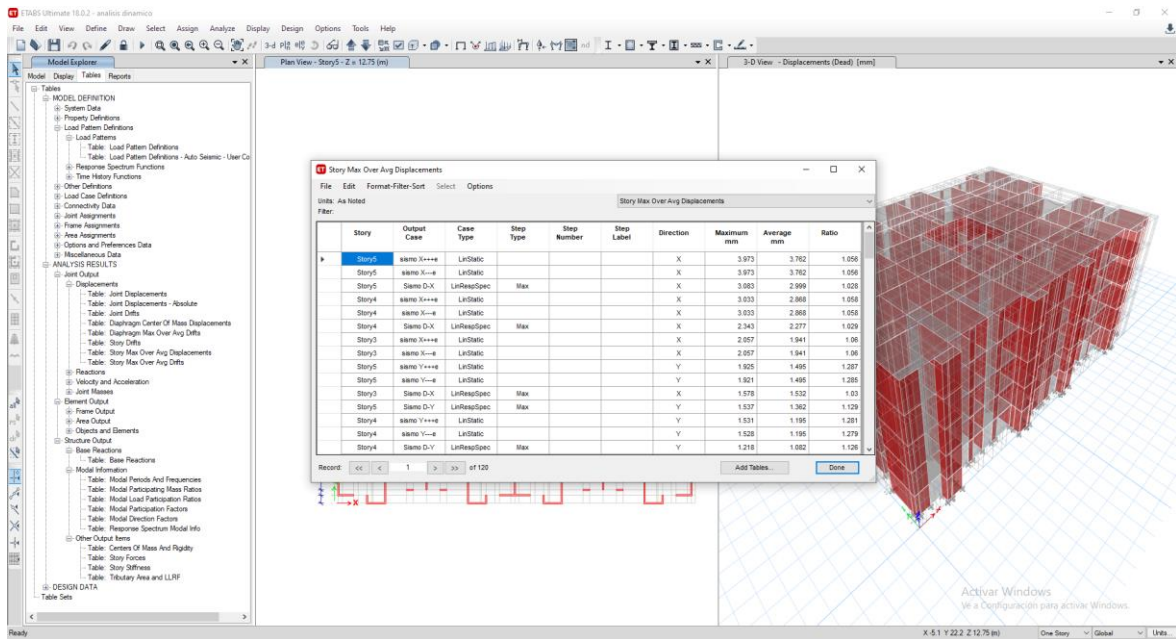 ETABS Ultimate 18.0.2 - analisis dinamico
File Edit View Define Draw Select Assign Analyze Display Design Options Tools Help
Model Explorer
Model Display Tables Reports
Tables
MODEL DEFINITION
System Data
Property Definitions
Load Pattern Definitions
Load Patterns
Table: Load Pattern Definitions
Table: Load Pattern Definitions - Auto Seismic - User Co
Response Spectrum Functions
Time History Functions
Other Definitions
Load Case Definitions
Connectivity Data
Joint Assignments
Frame Assignments
Area Assignments
Options and Preferences Data
Miscellaneous Data
ANALYSIS RESULTS
Joint Output
Displacements
Table: Joint Displacements
Table: Joint Displacements - Absolute
Table: Joint Drifts
Table: Diaphragm Center Of Mass Displacements
Table: Diaphragm Max Over Avg Drifts
Table: Story Drifts
Table: Story Max Over Avg Displacements
Table: Story Max Over Avg Drifts
Reactions
Velocity and Acceleration
Joint Masses
Element Output
Frame Output
Area Output
Objects and Elements
Structure Output
Base Reactions
Table: Base Reactions
Modal Information
Table: Modal Periods And Frequencies
Table: Modal Participating Mass Ratios
Table: Modal Load Participation Ratios
Table: Modal Participation Factors
Table: Modal Direction Factors
Table: Response Spectrum Modal Info
Other Output Items
Table: Centers Of Mass And Rigidity
Table: Story Forces
Table: Story Stiffness
Table: Tributary Area and LLRF
DESIGN DATA
Table Sets
Plan View - Story5 - Z = 12.75 (m)
3-D View - Displacements (Dead) [mm]
Story Max Over Avg Displacements
File Edit Format-Filter-Sort Select Options
Units: As Noted
Story Max Over Avg Displacements
Filter:
Story Output Case Case Type Step Type Step Number Step Label Direction Maximum mm Average mm Ratio
Story5 sismo X+++e LinStatic X 3.973 3.762 1.056
Story5 sismo X---e LinStatic X 3.973 3.762 1.056
Story5 Sismo D-X LinRespSpec Max X 3.083 2.999 1.028
Story4 sismo X+++e LinStatic X 3.033 2.868 1.058
Story4 sismo X---e LinStatic X 3.033 2.868 1.058
Story4 Sismo D-X LinRespSpec Max X 2.343 2.277 1.029
Story3 sismo X+++e LinStatic X 2.057 1.941 1.06
Story3 sismo X---e LinStatic X 2.057 1.941 1.06
Story5 sismo Y+++e LinStatic Y 1.925 1.495 1.287
Story5 sismo Y---e LinStatic Y 1.921 1.495 1.285
Story3 Sismo D-X LinRespSpec Max X 1.578 1.532 1.03
Story5 Sismo D-Y LinRespSpec Max Y 1.537 1.362 1.129
Story4 sismo Y+++e LinStatic Y 1.531 1.195 1.281
Story4 sismo Y---e LinStatic Y 1.528 1.195 1.279
Story4 Sismo D-Y LinRespSpec Max Y 1.218 1.082 1.126
Record: << < 1 > >> of 120
Add Tables...
Done
X
Activar Windows
Ve a Configuración para activar Windows.
Ready
X -5.1 Y 22.2 Z 12.75 (m)
One Story
Global
Units